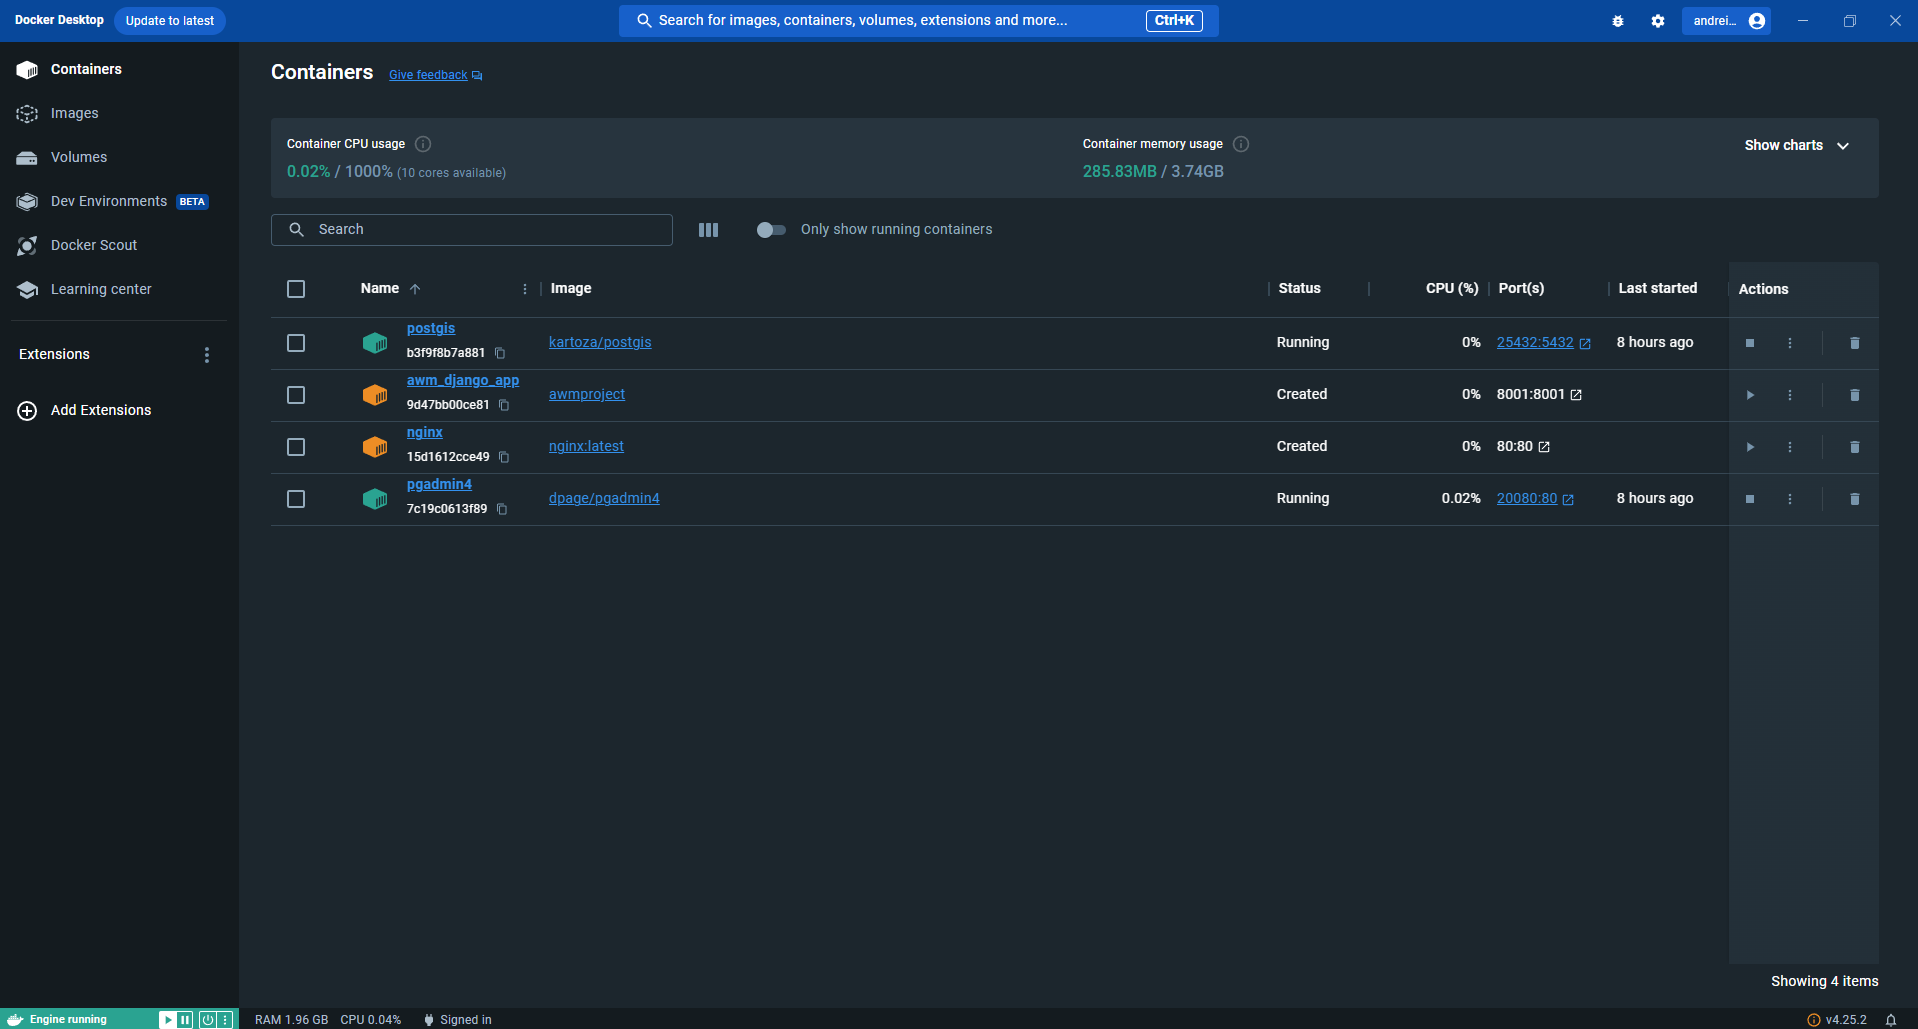 Docker Desktop
Update to latest
Search for images, containers, volumes, extensions and more...
Ctrl+K
andrei...
Containers
Images
Volumes
Dev Environments BETA
Docker Scout
Learning center
Extensions
Add Extensions
Containers
Give feedback
Container CPU usage
0.02% / 1000% (10 cores available)
Container memory usage
285.83MB / 3.74GB
Show charts
Search
Only show running containers
Name Image Status CPU (%) Port(s) Last started Actions
postgis
b3f9f8b7a881
kartoza/postgis Running 0% 25432:5432 8 hours ago
awm_django_app
9d47bb00ce81
awmproject Created 0% 8001:8001
nginx
15d1612cce49
nginx:latest Created 0% 80:80
pgadmin4
7c19c0613f89
dpage/pgadmin4 Running 0.02% 20080:80 8 hours ago
Showing 4 items
Engine running
RAM 1.96 GB CPU 0.04% Signed in
v4.25.2